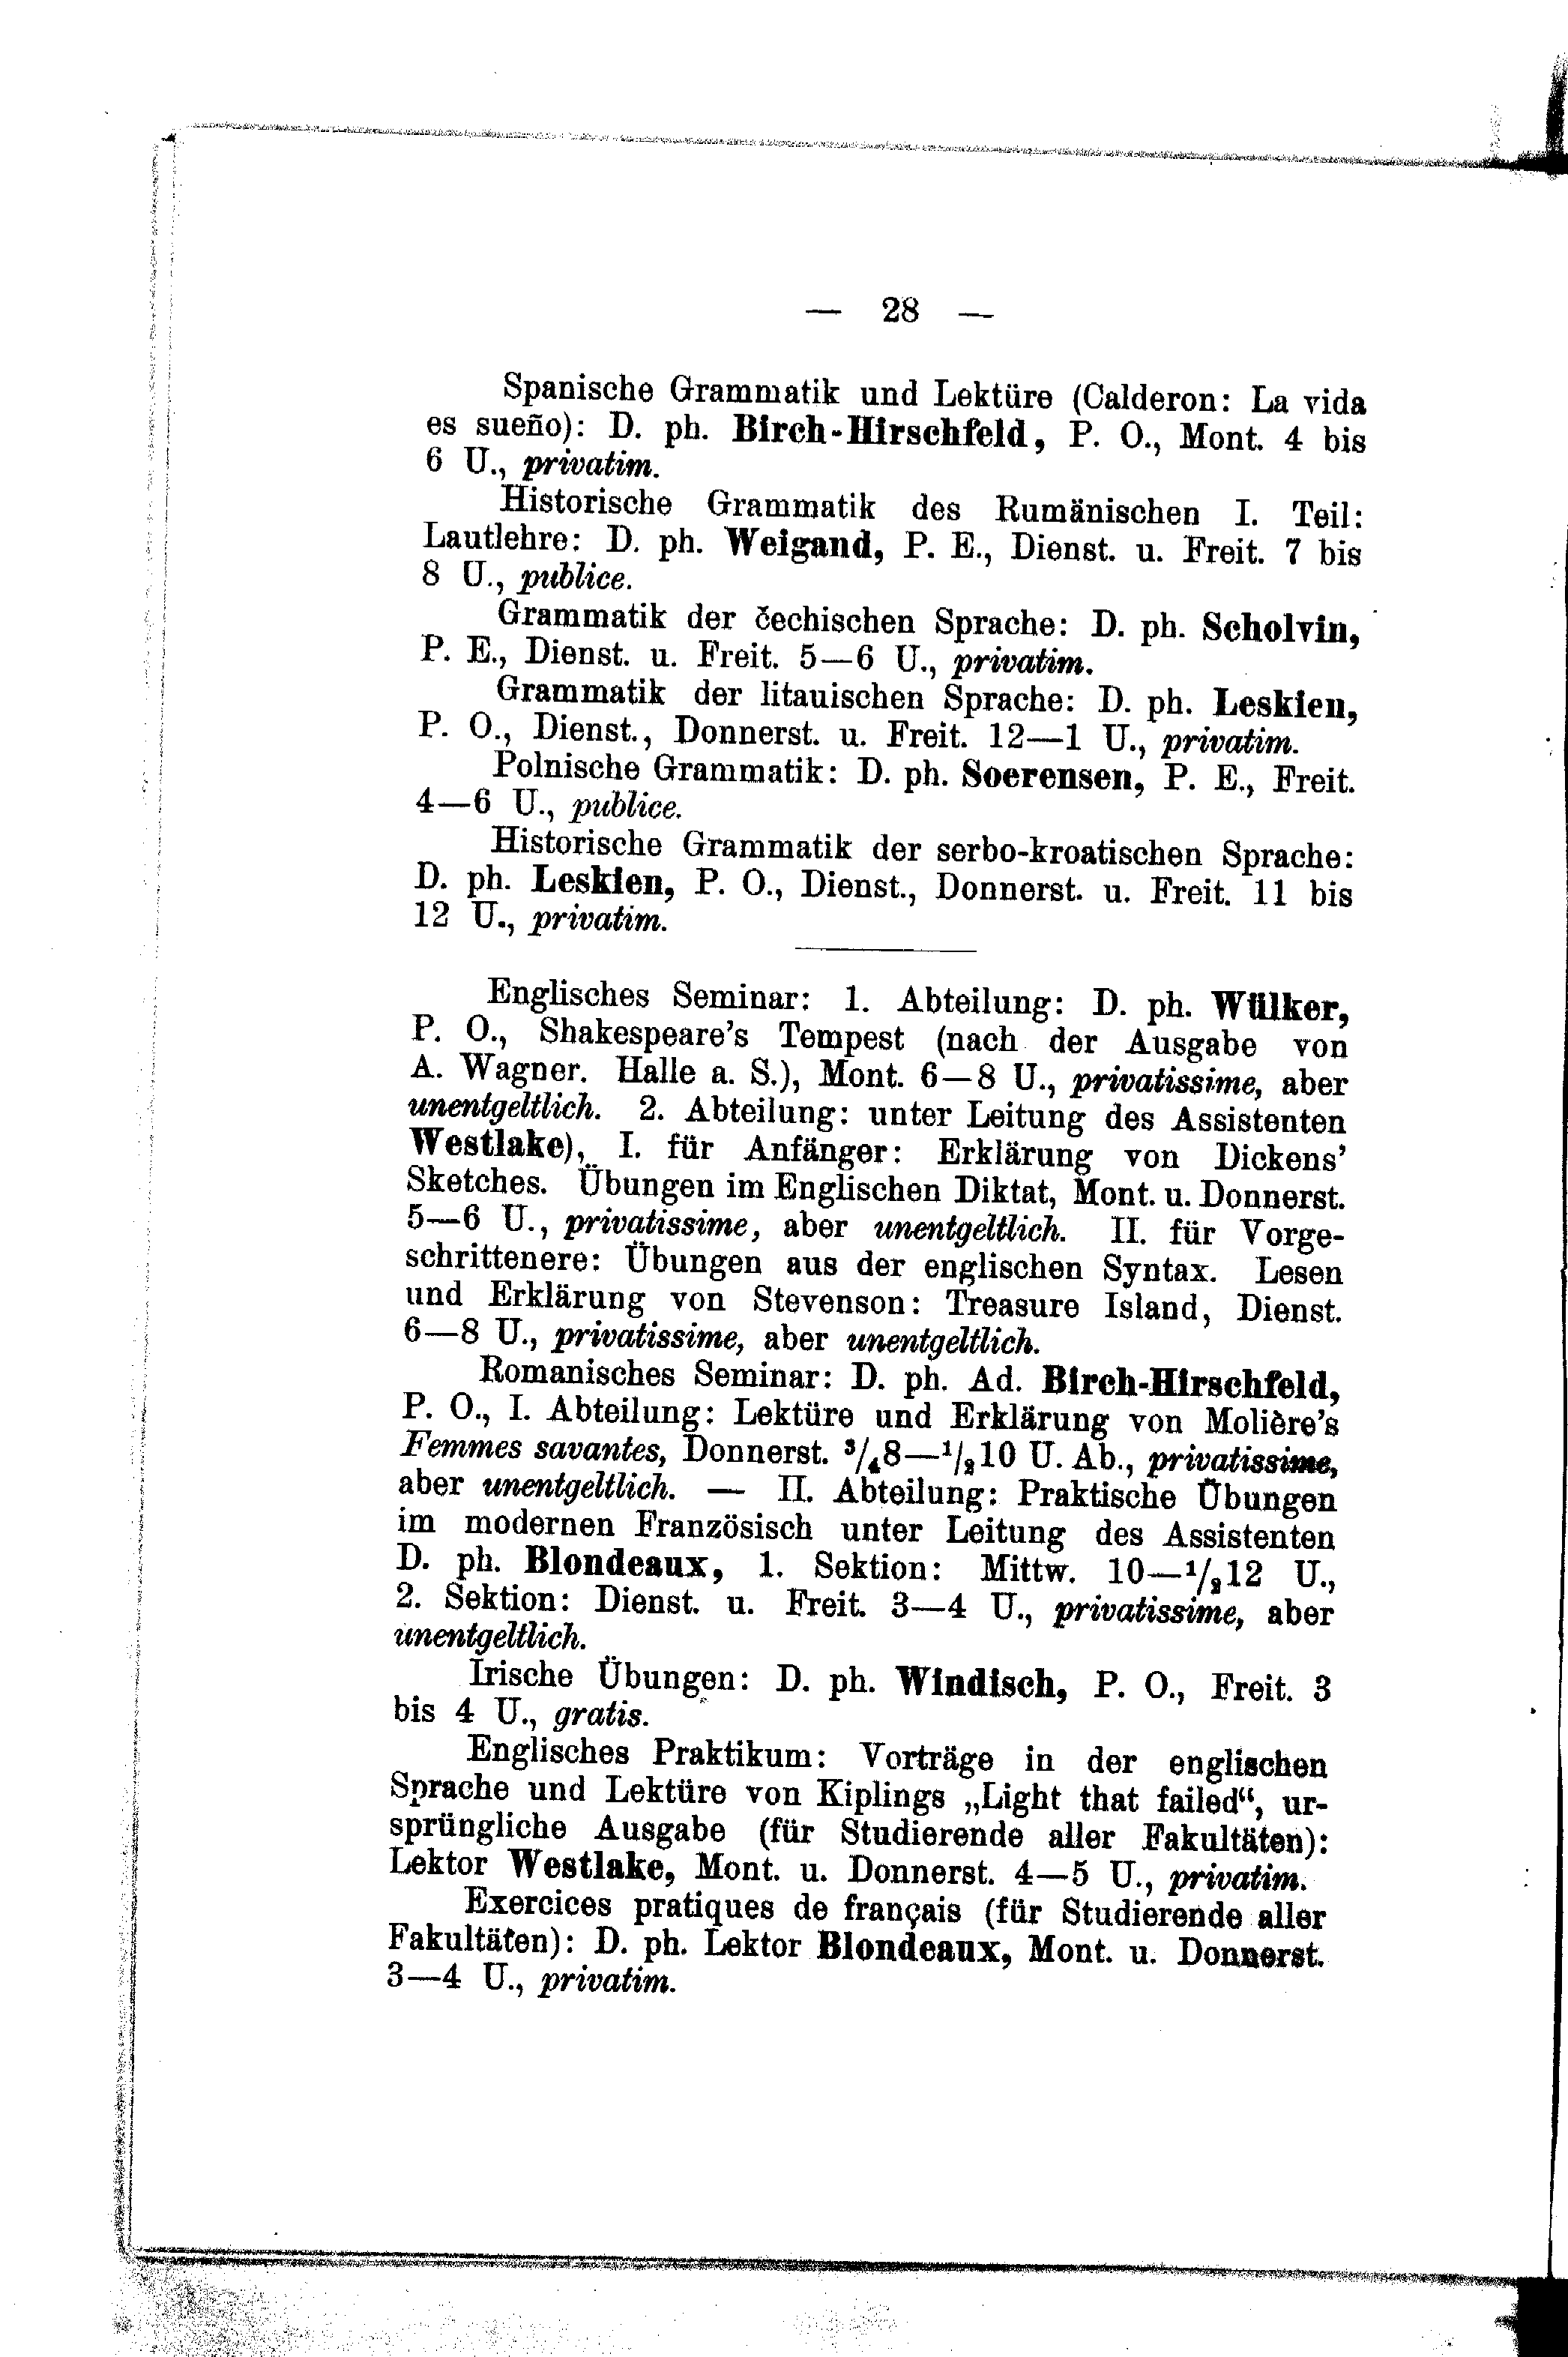 — 28 —
Spanische Grammatik und Lektüre (Calderon: La vida
es sueño): D. ph. Birch-Hirschfeld, P. O., Mont. 4 bis
6 U., privatim.
Historische Grammatik des Rumänischen I. Teil:
Lautlehre: D. ph. Weigand, P. E., Dienst. u. Freit. 7 bis
8 U., publice.
Grammatik der čechischen Sprache: D. ph. Scholvin,
P. E., Dienst. u. Freit. 5—6 U., privatim.
Grammatik der litauischen Sprache: D. ph. Leskien,
P. O., Dienst., Donnerst. u. Freit. 12—1 U., privatim.
Polnische Grammatik: D. ph. Soerensen, P. E., Freit.
4—6 U., publice.
Historische Grammatik der serbo-kroatischen Sprache:
D. ph. Leskien, P. O., Dienst., Donnerst. u. Freit. 11 bis
12 U., privatim.
Englisches Seminar: 1. Abteilung: D. ph. Wülker,
P. O., Shakespeare's Tempest (nach der Ausgabe von
A. Wagner. Halle a. S.), Mont. 6—8 U., privatissime, aber
unentgeltlich. 2. Abteilung: unter Leitung des Assistenten
Westlake), I. für Anfänger: Erklärung von Dickens'
Sketches. Übungen im Englischen Diktat, Mont. u. Donnerst.
5—6 U., privatissime, aber unentgeltlich. II. für Vorge-
schrittenere: Übungen aus der englischen Syntax. Lesen
und Erklärung von Stevenson: Treasure Island, Dienst.
6—8 U., privatissime, aber unentgeltlich.
Romanisches Seminar: D. ph. Ad. Birch-Hirschfeld,
P. O., I. Abteilung: Lektüre und Erklärung von Molière's
Femmes savantes, Donnerst. 3/48—1/210 U. Ab., privatissime,
aber unentgeltlich. — II. Abteilung: Praktische Übungen
im modernen Französisch unter Leitung des Assistenten
D. ph. Blondeaux, 1. Sektion: Mittw. 10—1/212 U.,
2. Sektion: Dienst. u. Freit. 3—4 U., privatissime, aber
unentgeltlich.
Irische Übungen: D. ph. Windisch, P. O., Freit. 3
bis 4 U., gratis.
Englisches Praktikum: Vorträge in der englischen
Sprache und Lektüre von Kiplings „Light that failed“, ur-
sprüngliche Ausgabe (für Studierende aller Fakultäten):
Lektor Westlake, Mont. u. Donnerst. 4—5 U., privatim.
Exercices pratiques de français (für Studierende aller
Fakultäten): D. ph. Lektor Blondeaux, Mont. u. Donnerst.
3—4 U., privatim.